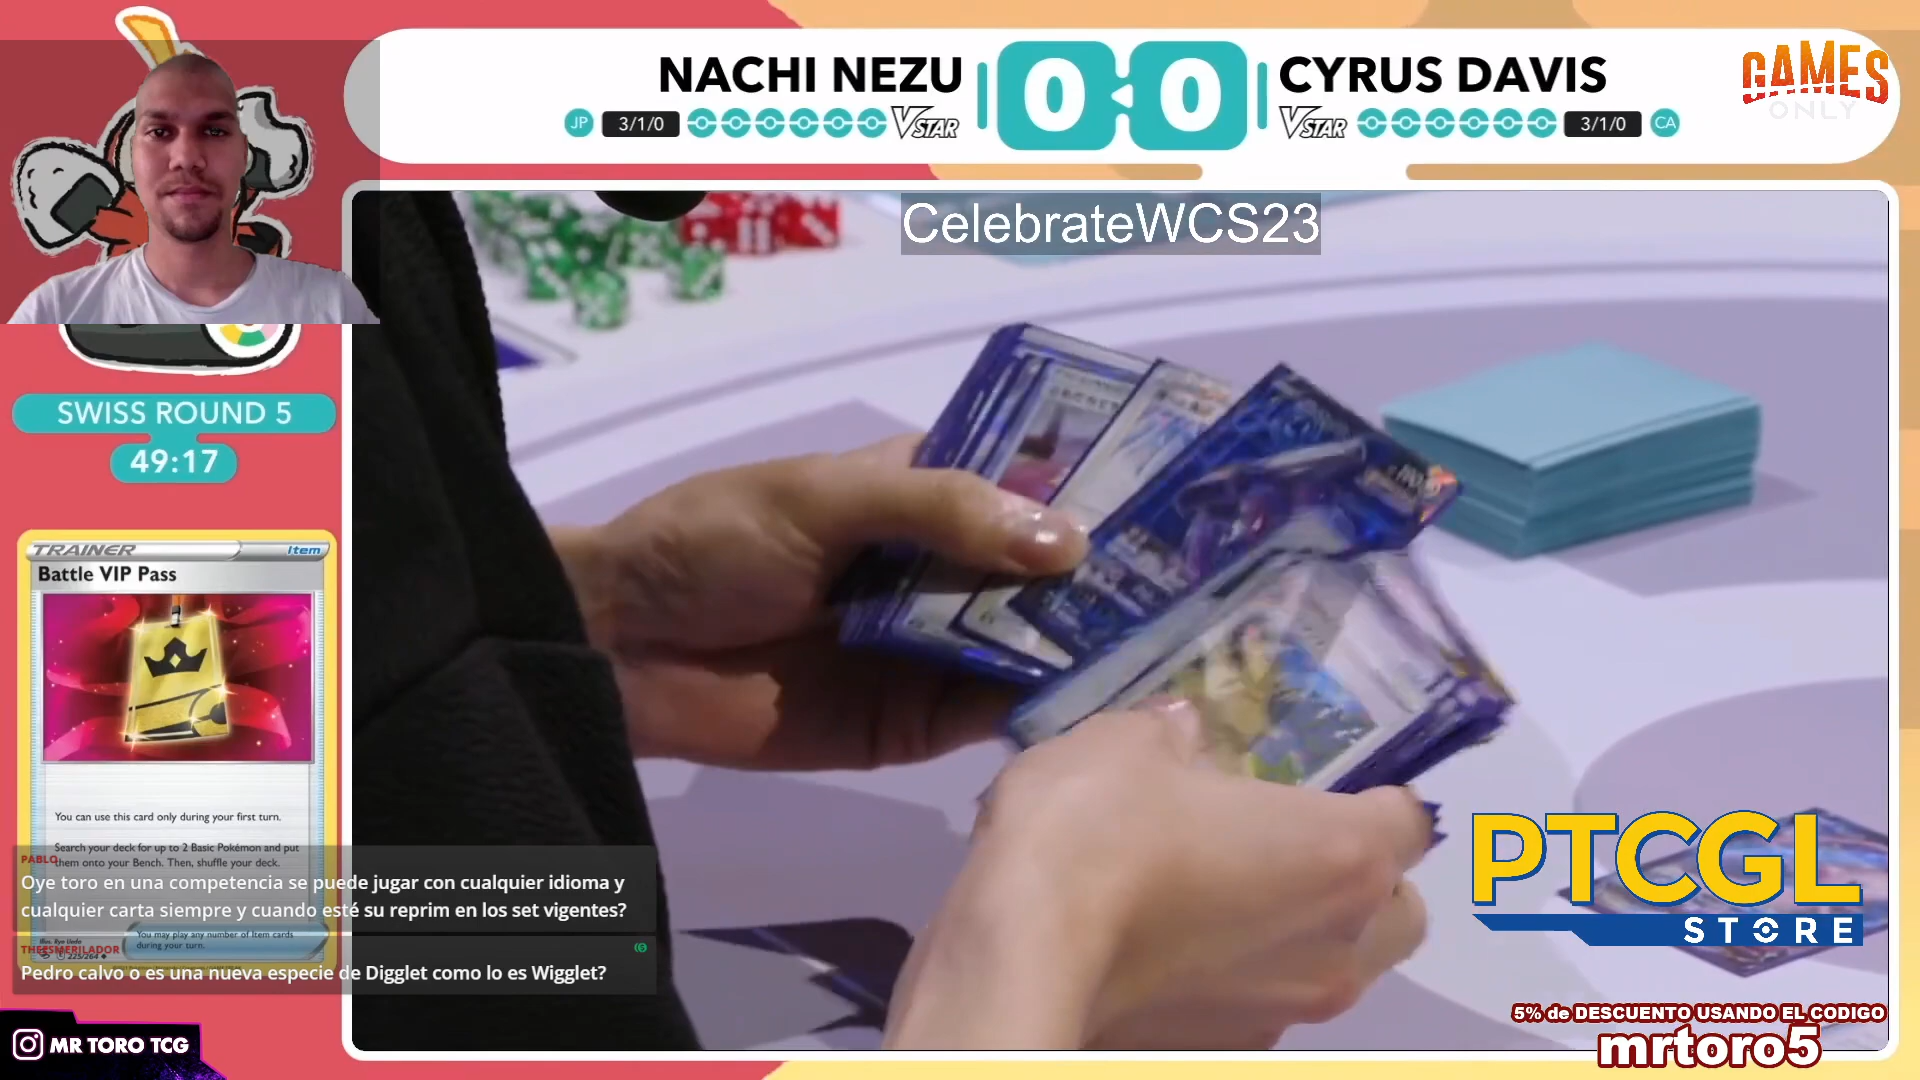 NACHI NEZU
0
0
CYRUS DAVIS
GAMES
ONLY
JP
3/1/0
VSTAR
VSTAR
3/1/0
CA
CelebrateWCS23
SWISS ROUND 5
49:17
TRAINER
Item
Battle VIP Pass
You can use this card only during your first turn.
Search your deck for up to 2 Basic Pokémon and put
them onto your Bench. Then, shuffle your deck.
PABLO
Oye toro en una competencia se puede jugar con cualquier idioma y
cualquier carta siempre y cuando esté su reprim en los set vigentes?
You may play any number of Item cards
during your turn.
Illus. Ryo Ueda
225/264
THEESMERILADOR
Pedro calvo o es una nueva especie de Digglet como lo es Wigglet?
PTCGL
STORE
MR TORO TCG
5% de DESCUENTO USANDO EL CODIGO
mrtoro5